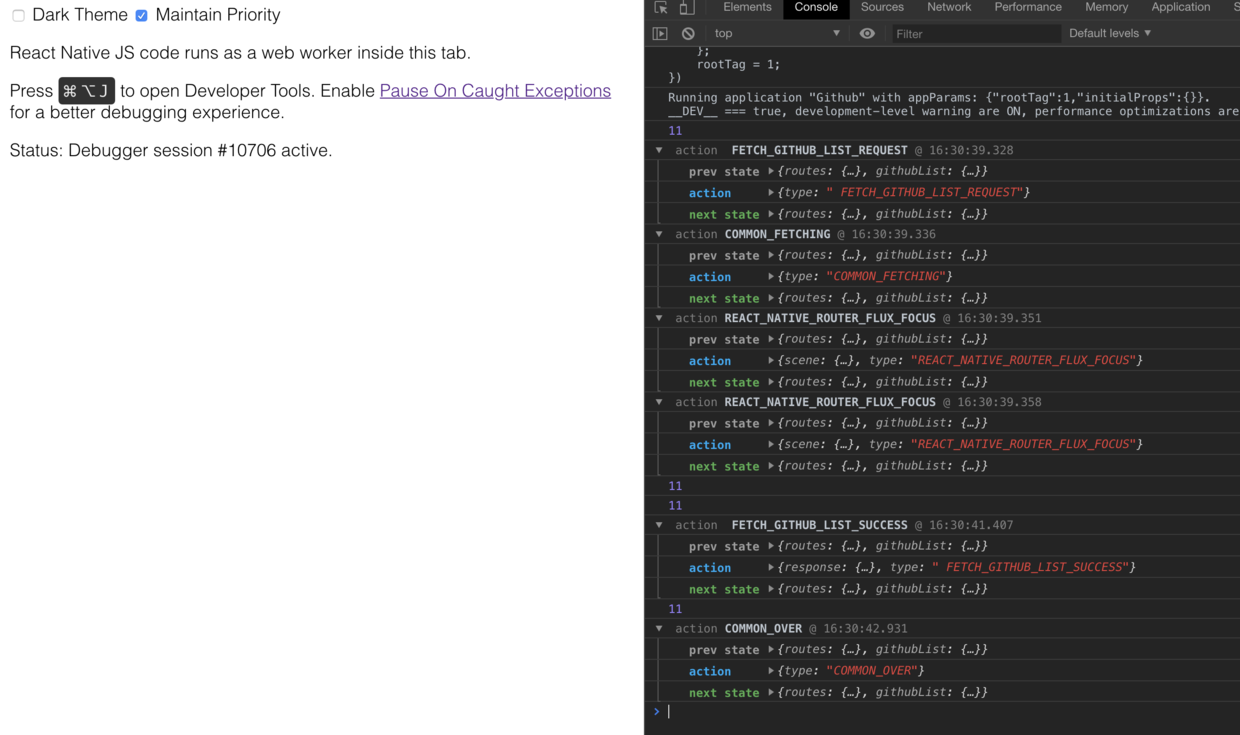 Dark Theme Maintain Priority
React Native JS code runs as a web worker inside this tab.
Press ⌘⌥J to open Developer Tools. Enable Pause On Caught Exceptions
for a better debugging experience.
Status: Debugger session #10706 active.
Elements Console Sources Network Performance Memory Application S
top ▼ Filter Default levels ▼
};
rootTag = 1;
})
Running application "Github" with appParams: {"rootTag":1,"initialProps":{}}.
__DEV__ === true, development-level warning are ON, performance optimizations are
11
▼ action  FETCH_GITHUB_LIST_REQUEST @ 16:30:39.328
prev state ▶{routes: {…}, githubList: {…}}
action ▶{type: " FETCH_GITHUB_LIST_REQUEST"}
next state ▶{routes: {…}, githubList: {…}}
▼ action COMMON_FETCHING @ 16:30:39.336
prev state ▶{routes: {…}, githubList: {…}}
action ▶{type: "COMMON_FETCHING"}
next state ▶{routes: {…}, githubList: {…}}
▼ action REACT_NATIVE_ROUTER_FLUX_FOCUS @ 16:30:39.351
prev state ▶{routes: {…}, githubList: {…}}
action ▶{scene: {…}, type: "REACT_NATIVE_ROUTER_FLUX_FOCUS"}
next state ▶{routes: {…}, githubList: {…}}
▼ action REACT_NATIVE_ROUTER_FLUX_FOCUS @ 16:30:39.358
prev state ▶{routes: {…}, githubList: {…}}
action ▶{scene: {…}, type: "REACT_NATIVE_ROUTER_FLUX_FOCUS"}
next state ▶{routes: {…}, githubList: {…}}
11
11
▼ action  FETCH_GITHUB_LIST_SUCCESS @ 16:30:41.407
prev state ▶{routes: {…}, githubList: {…}}
action ▶{response: {…}, type: " FETCH_GITHUB_LIST_SUCCESS"}
next state ▶{routes: {…}, githubList: {…}}
11
▼ action COMMON_OVER @ 16:30:42.931
prev state ▶{routes: {…}, githubList: {…}}
action ▶{type: "COMMON_OVER"}
next state ▶{routes: {…}, githubList: {…}}
>